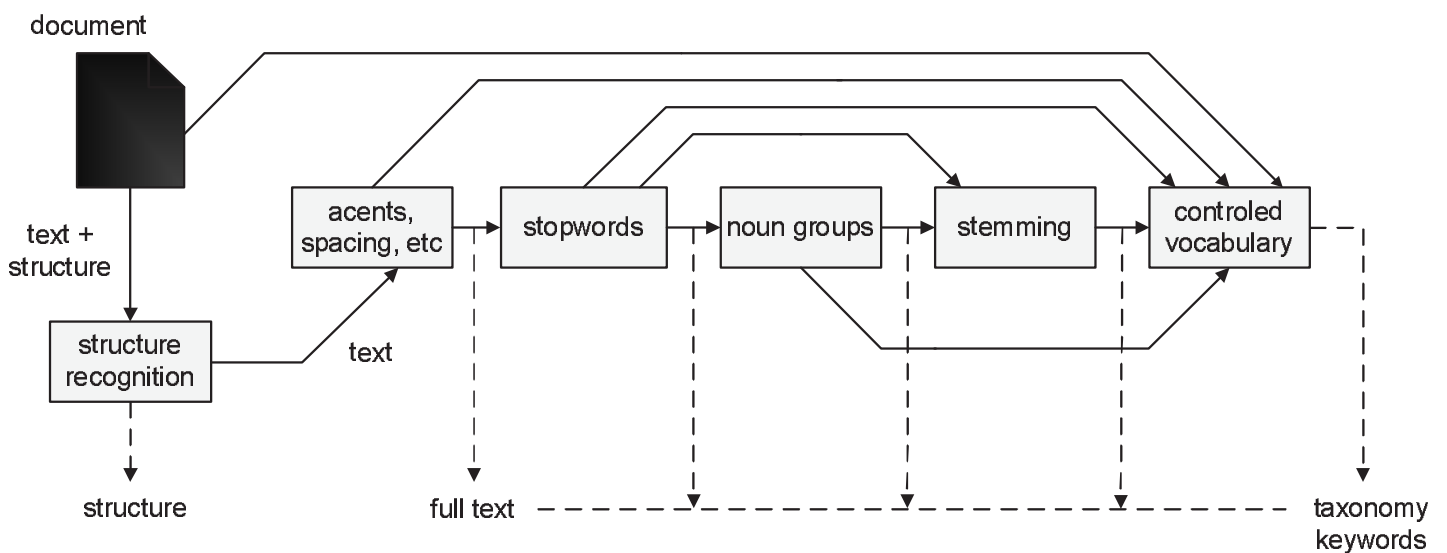 document
text +
structure
structure
recognition
text
acents,
spacing, etc
stopwords
noun groups
stemming
controled
vocabulary
structure
full text
taxonomy
keywords